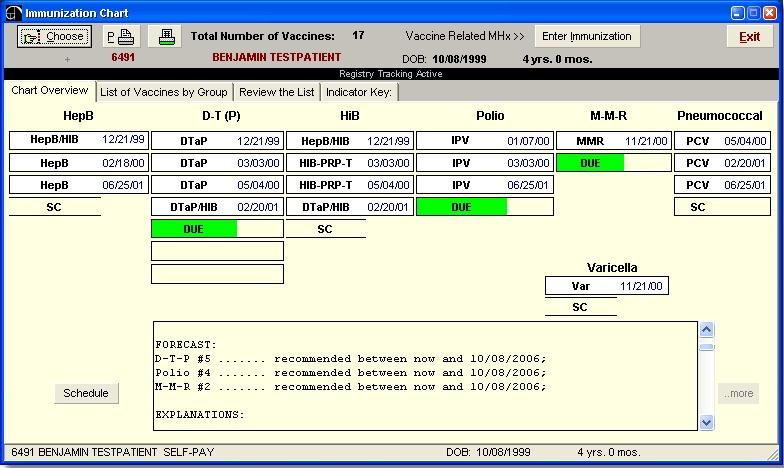 Immunization Chart
Choose P Total Number of Vaccines: 17 Vaccine Related MHx >> Enter Immunization Exit
+ 6491 BENJAMIN TESTPATIENT DOB: 10/08/1999 4 yrs. 0 mos.
Registry Tracking Active
Chart Overview List of Vaccines by Group Review the List Indicator Key:
HepB D-T (P) HiB Polio M-M-R Pneumococcal
HepB/HIB 12/21/99 DTaP 12/21/99 HepB/HIB 12/21/99 IPV 01/07/00 MMR 11/21/00 PCV 05/04/00
HepB 02/18/00 DTaP 03/03/00 HIB-PRP-T 03/03/00 IPV 03/03/00 DUE PCV 02/20/01
HepB 06/25/01 DTaP 05/04/00 HIB-PRP-T 05/04/00 IPV 06/25/01 PCV 06/25/01
SC DTaP/HIB 02/20/01 DTaP/HIB 02/20/01 DUE SC
DUE SC
Varicella
Var 11/21/00
SC
FORECAST:
D-T-P #5 ....... recommended between now and 10/08/2006;
Polio #4 ....... recommended between now and 10/08/2006;
M-M-R #2 ....... recommended between now and 10/08/2006;
Schedule ..more
EXPLANATIONS:
6491 BENJAMIN TESTPATIENT SELF-PAY DOB: 10/08/1999 4 yrs. 0 mos.